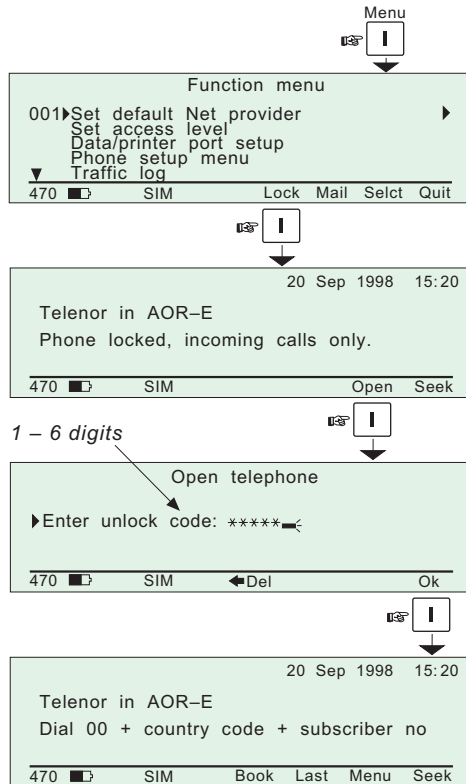 Menu
I
Function menu
001 Set default Net provider
Set access level
Data/printer port setup
Phone setup menu
Traffic log
470 SIM Lock Mail Selct Quit
I
20 Sep 1998 15:20
Telenor in AOR–E
Phone locked, incoming calls only.
470 SIM Open Seek
I
1 – 6 digits
Open telephone
Enter unlock code: *****
470 SIM Del Ok
I
20 Sep 1998 15:20
Telenor in AOR–E
Dial 00 + country code + subscriber no
470 SIM Book Last Menu Seek